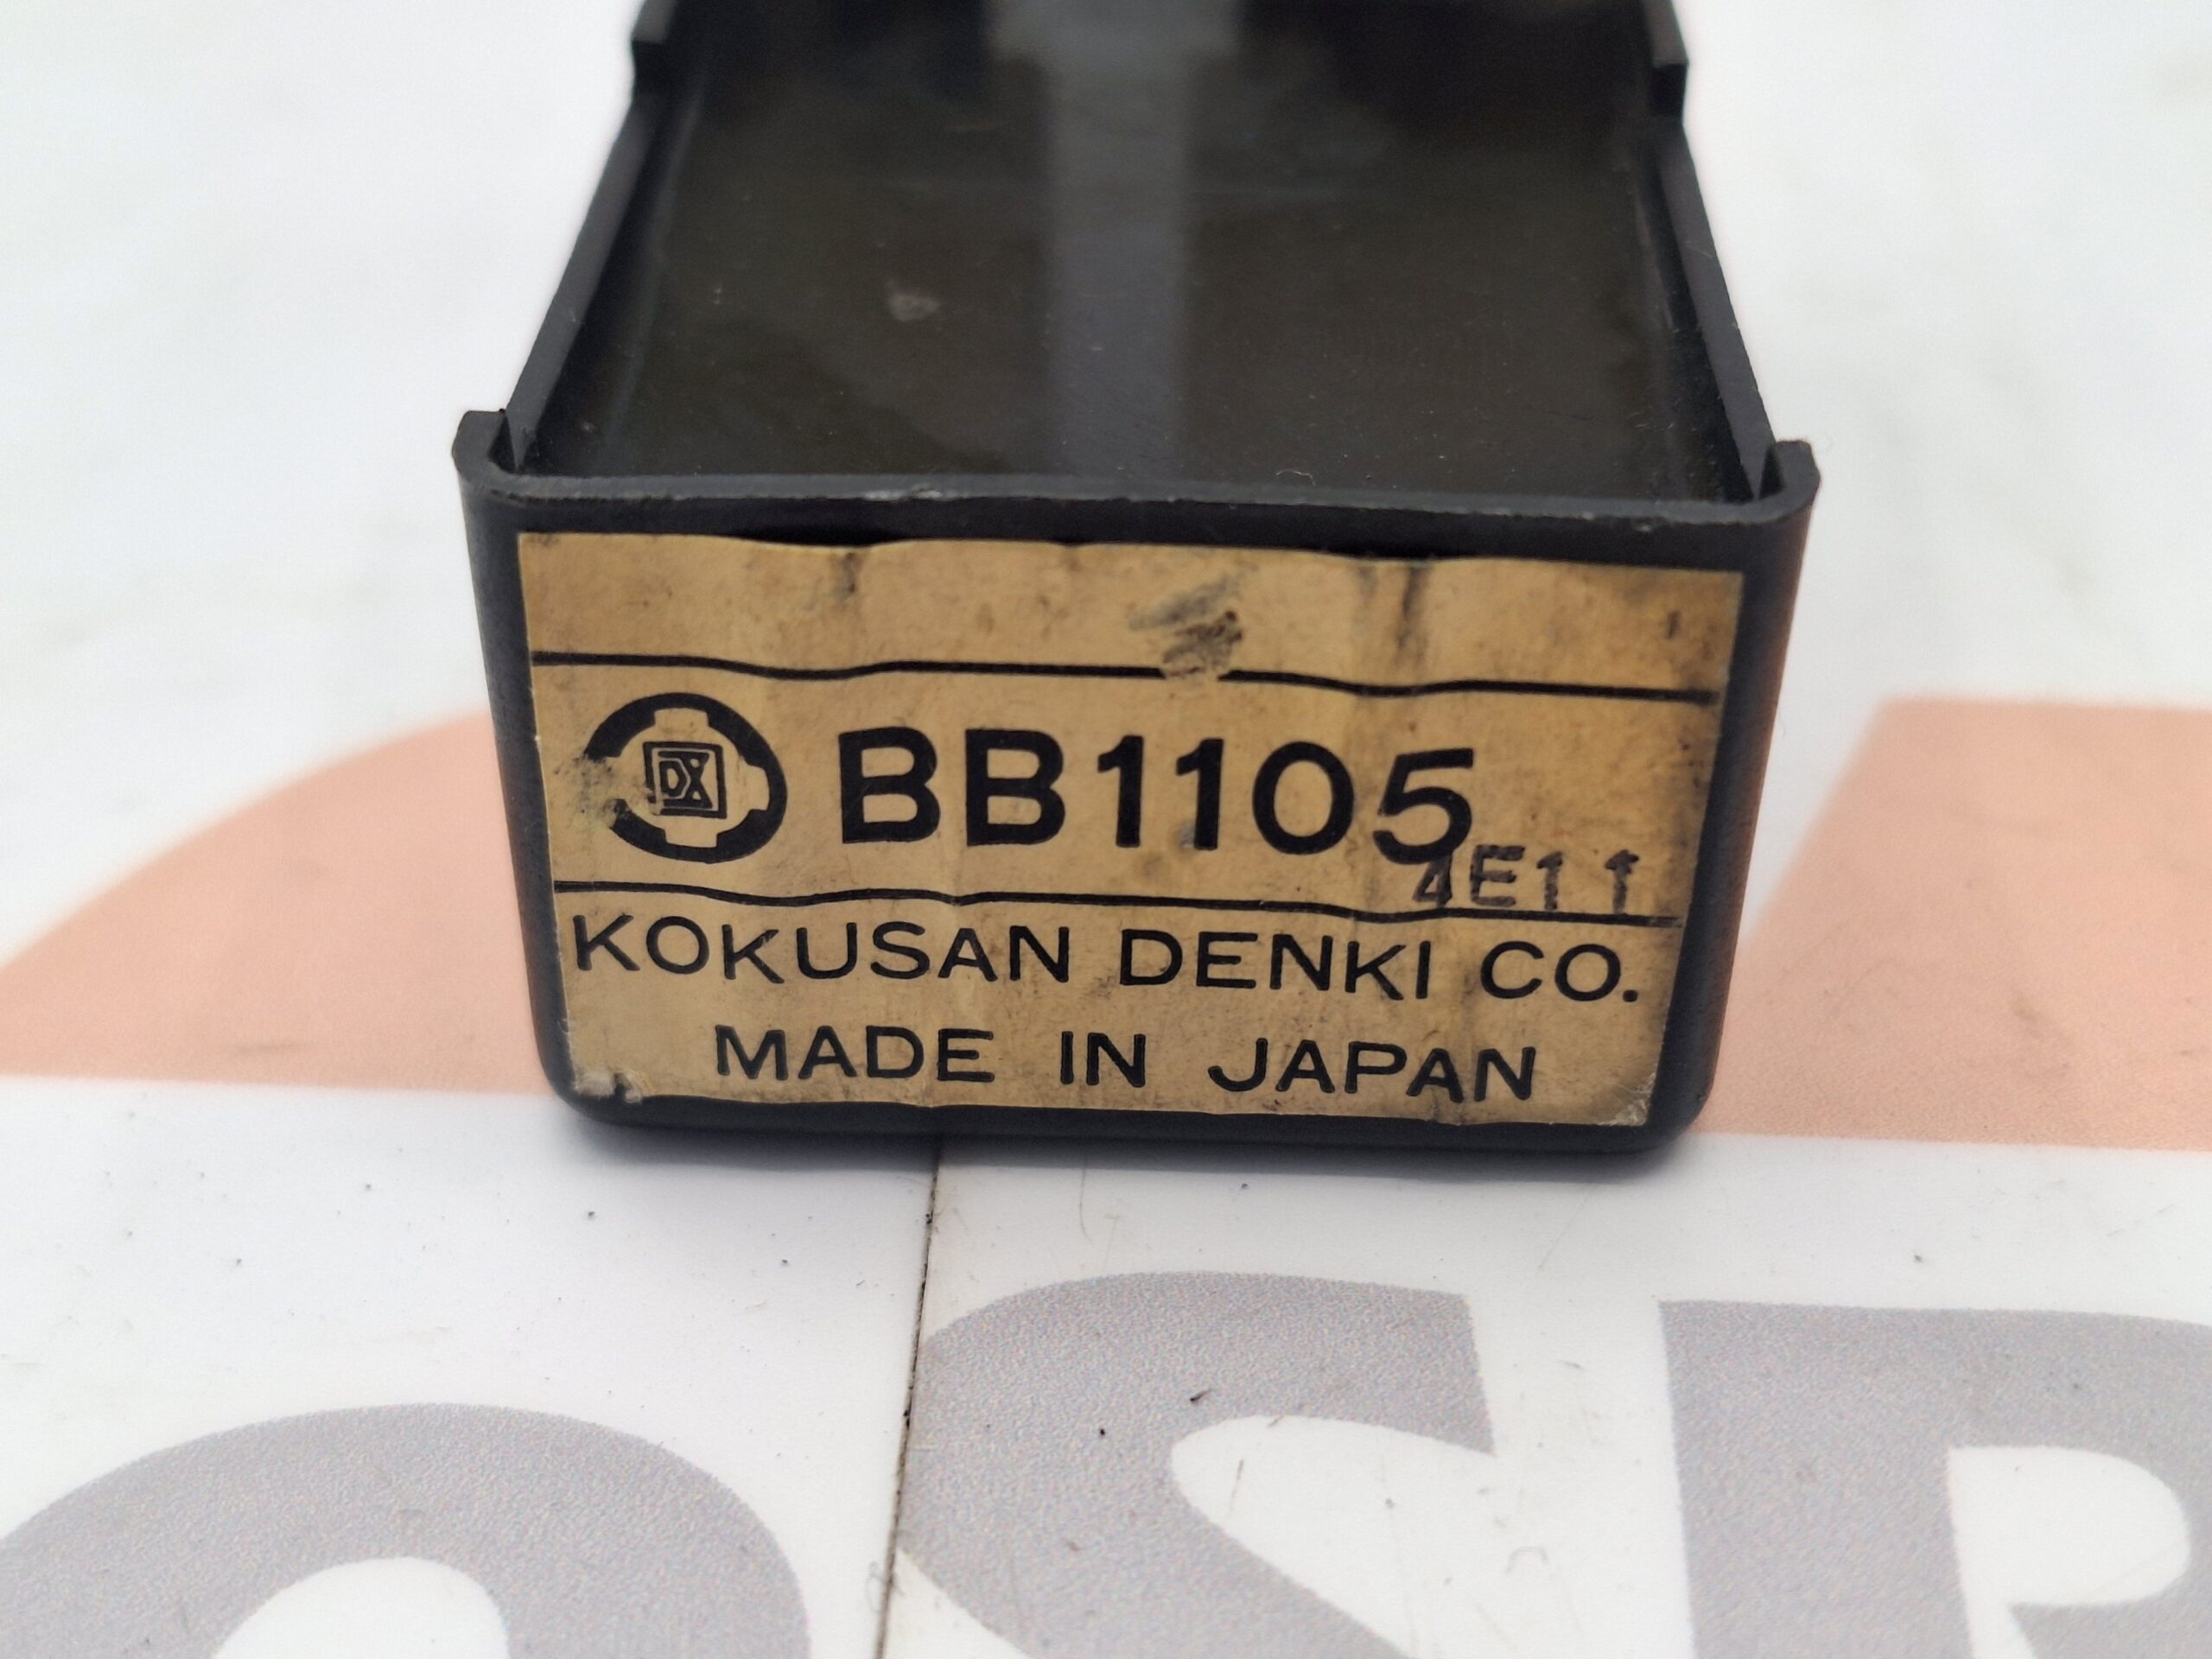 BB1105
4E11
KOKUSAN DENKI CO.
MADE IN JAPAN